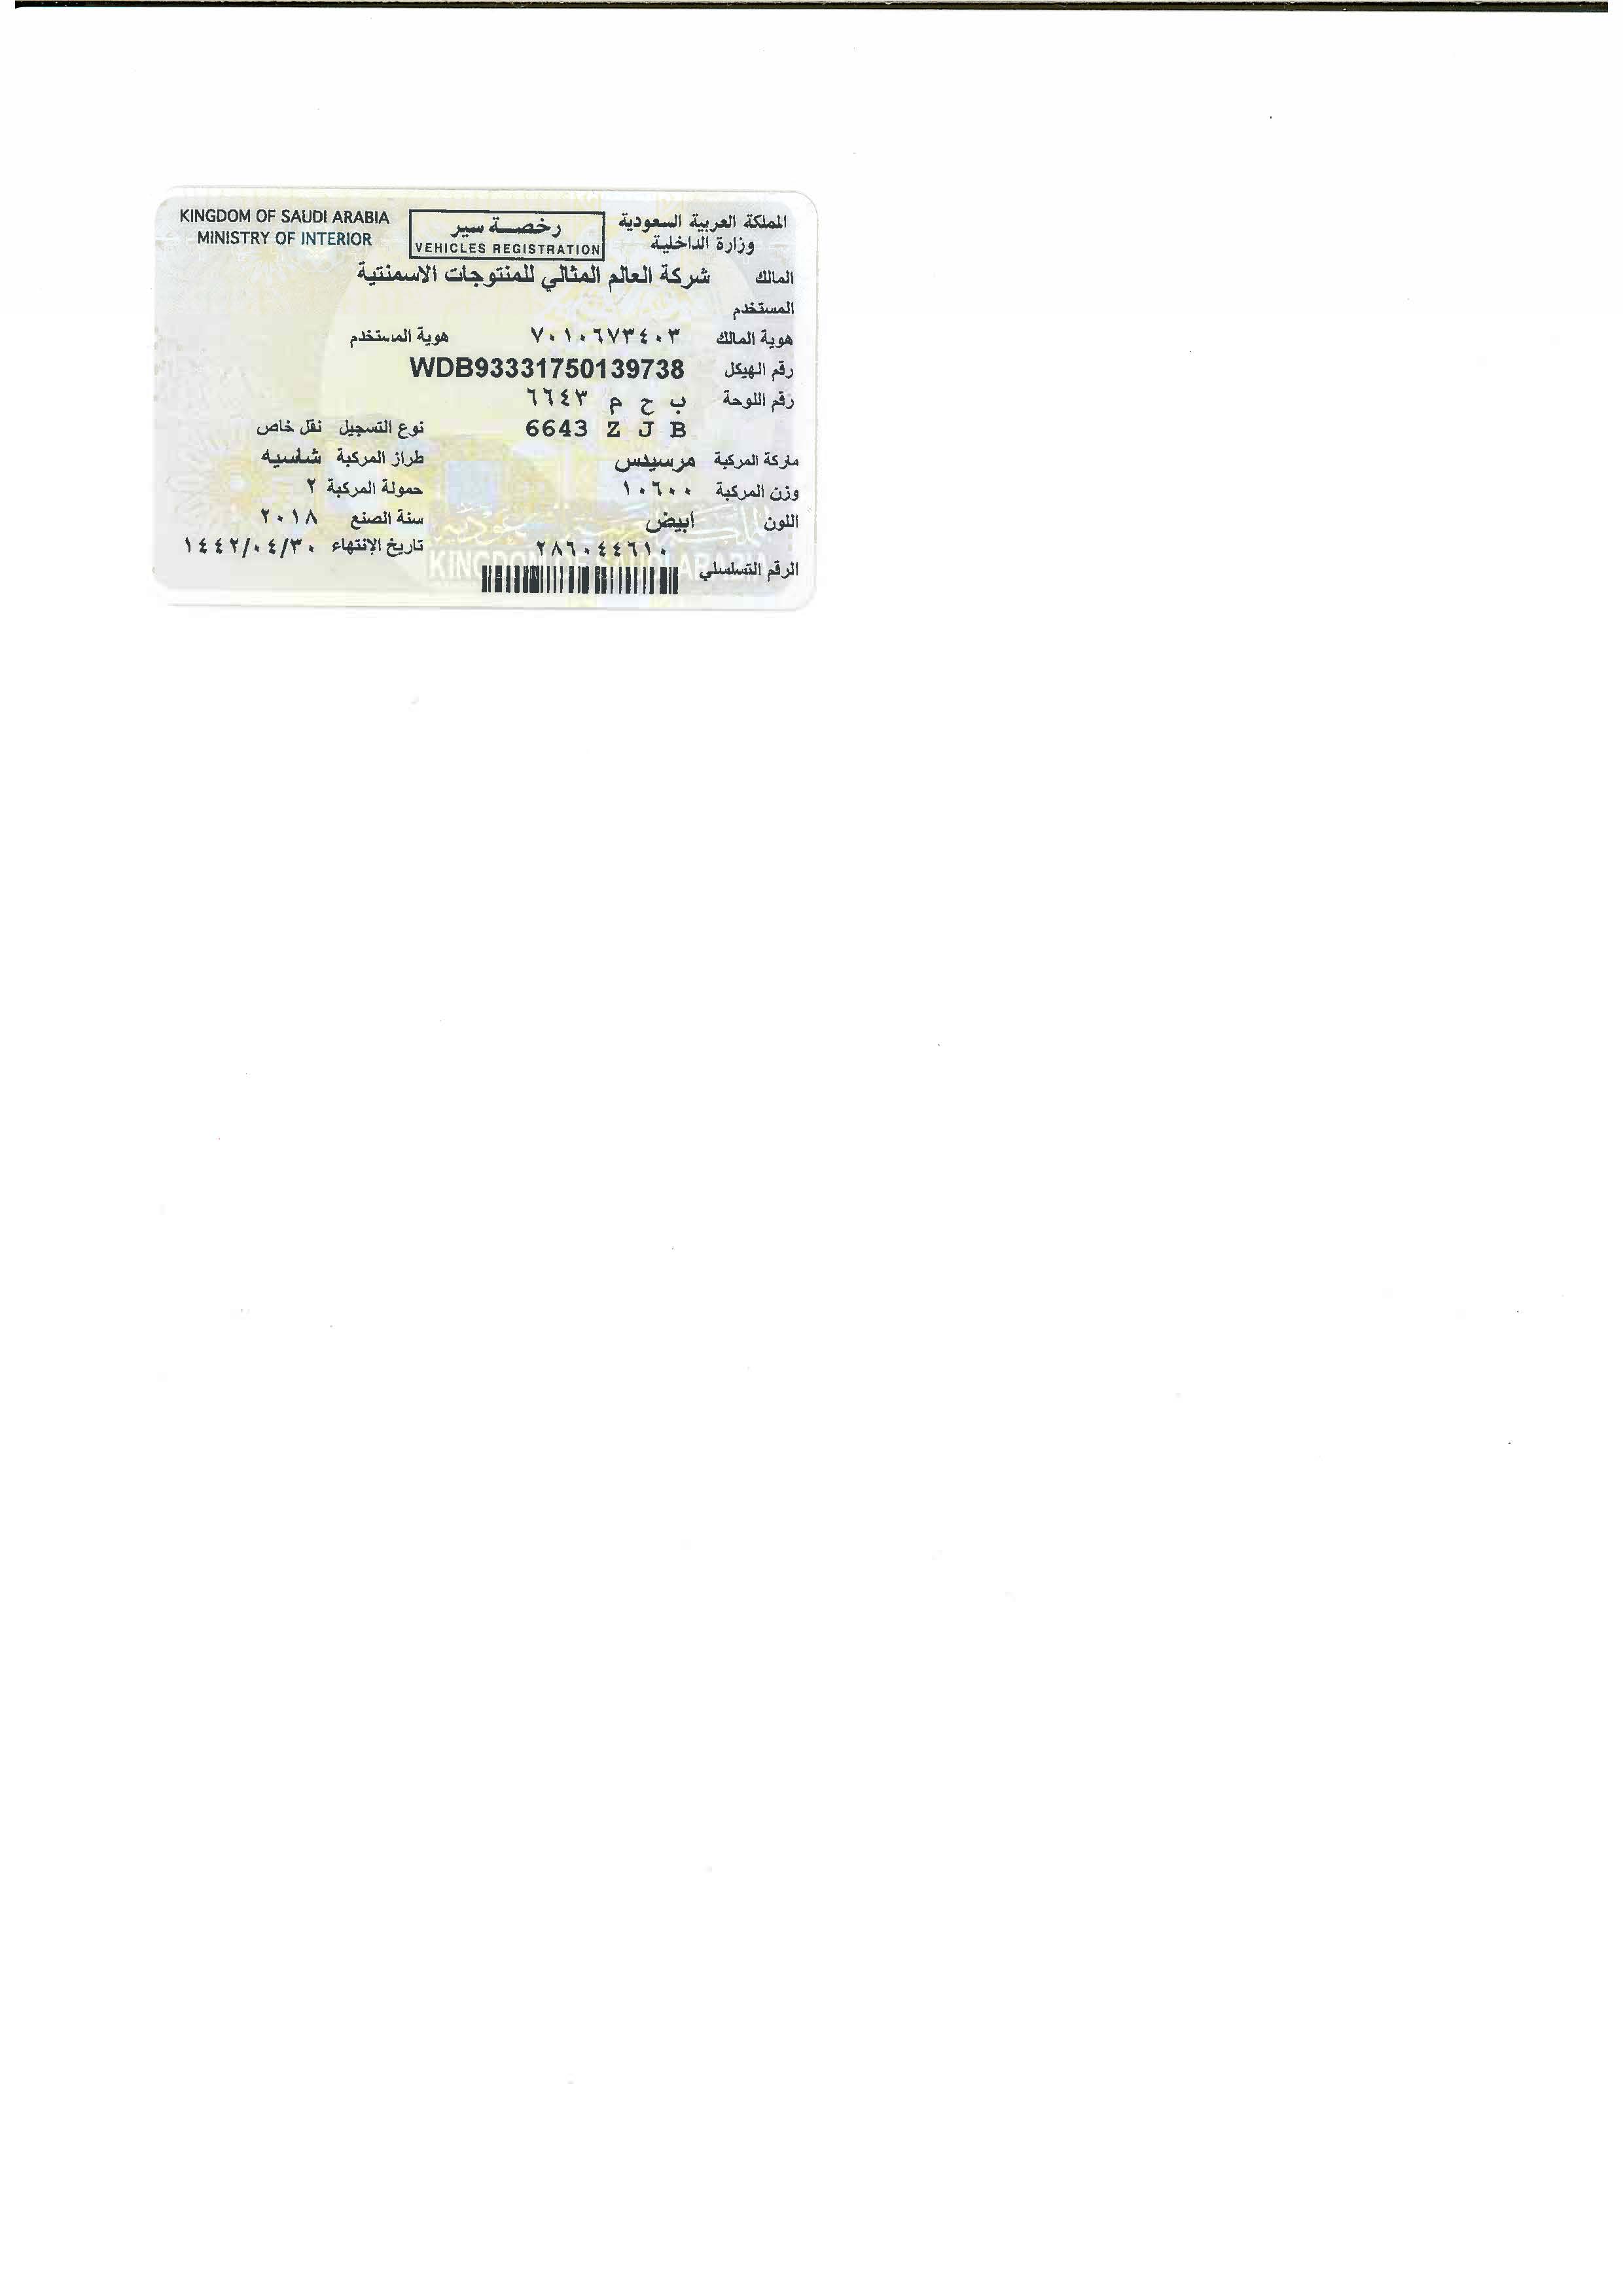 KINGDOM OF SAUDI ARABIA
MINISTRY OF INTERIOR
رخصة سير
VEHICLES REGISTRATION
المملكة العربية السعودية
وزارة الداخلية
المالك شركة العالم المثالي للمنتوجات الاسمنتية
المستخدم
هوية المالك ٧٠١٠٦٧٣٤٠٣ هوية المستخدم
رقم الهيكل WDB93331750139738
رقم اللوحة ب ح م ٦٦٤٣
6643 Z J B نوع التسجيل نقل خاص
ماركة المركبة مرسيدس طراز المركبة شاسيه
وزن المركبة ١٠٦٠٠ حمولة المركبة ٢
اللون ابيض سنة الصنع ٢٠١٨
٢٨٦٠٤٤٦١٠ تاريخ الإنتهاء ١٤٤٢/٠٤/٣٠
الرقم التسلسلي
KINGDOM OF SAUDI ARABIA